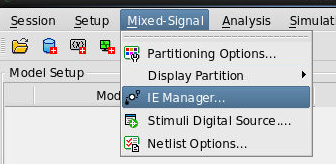 Session Setup Mixed-Signal Analysis
Partitioning Options...
Display Partition
Model Setup
IE Manager...
Stimuli Digital Source....
Netlist Options...